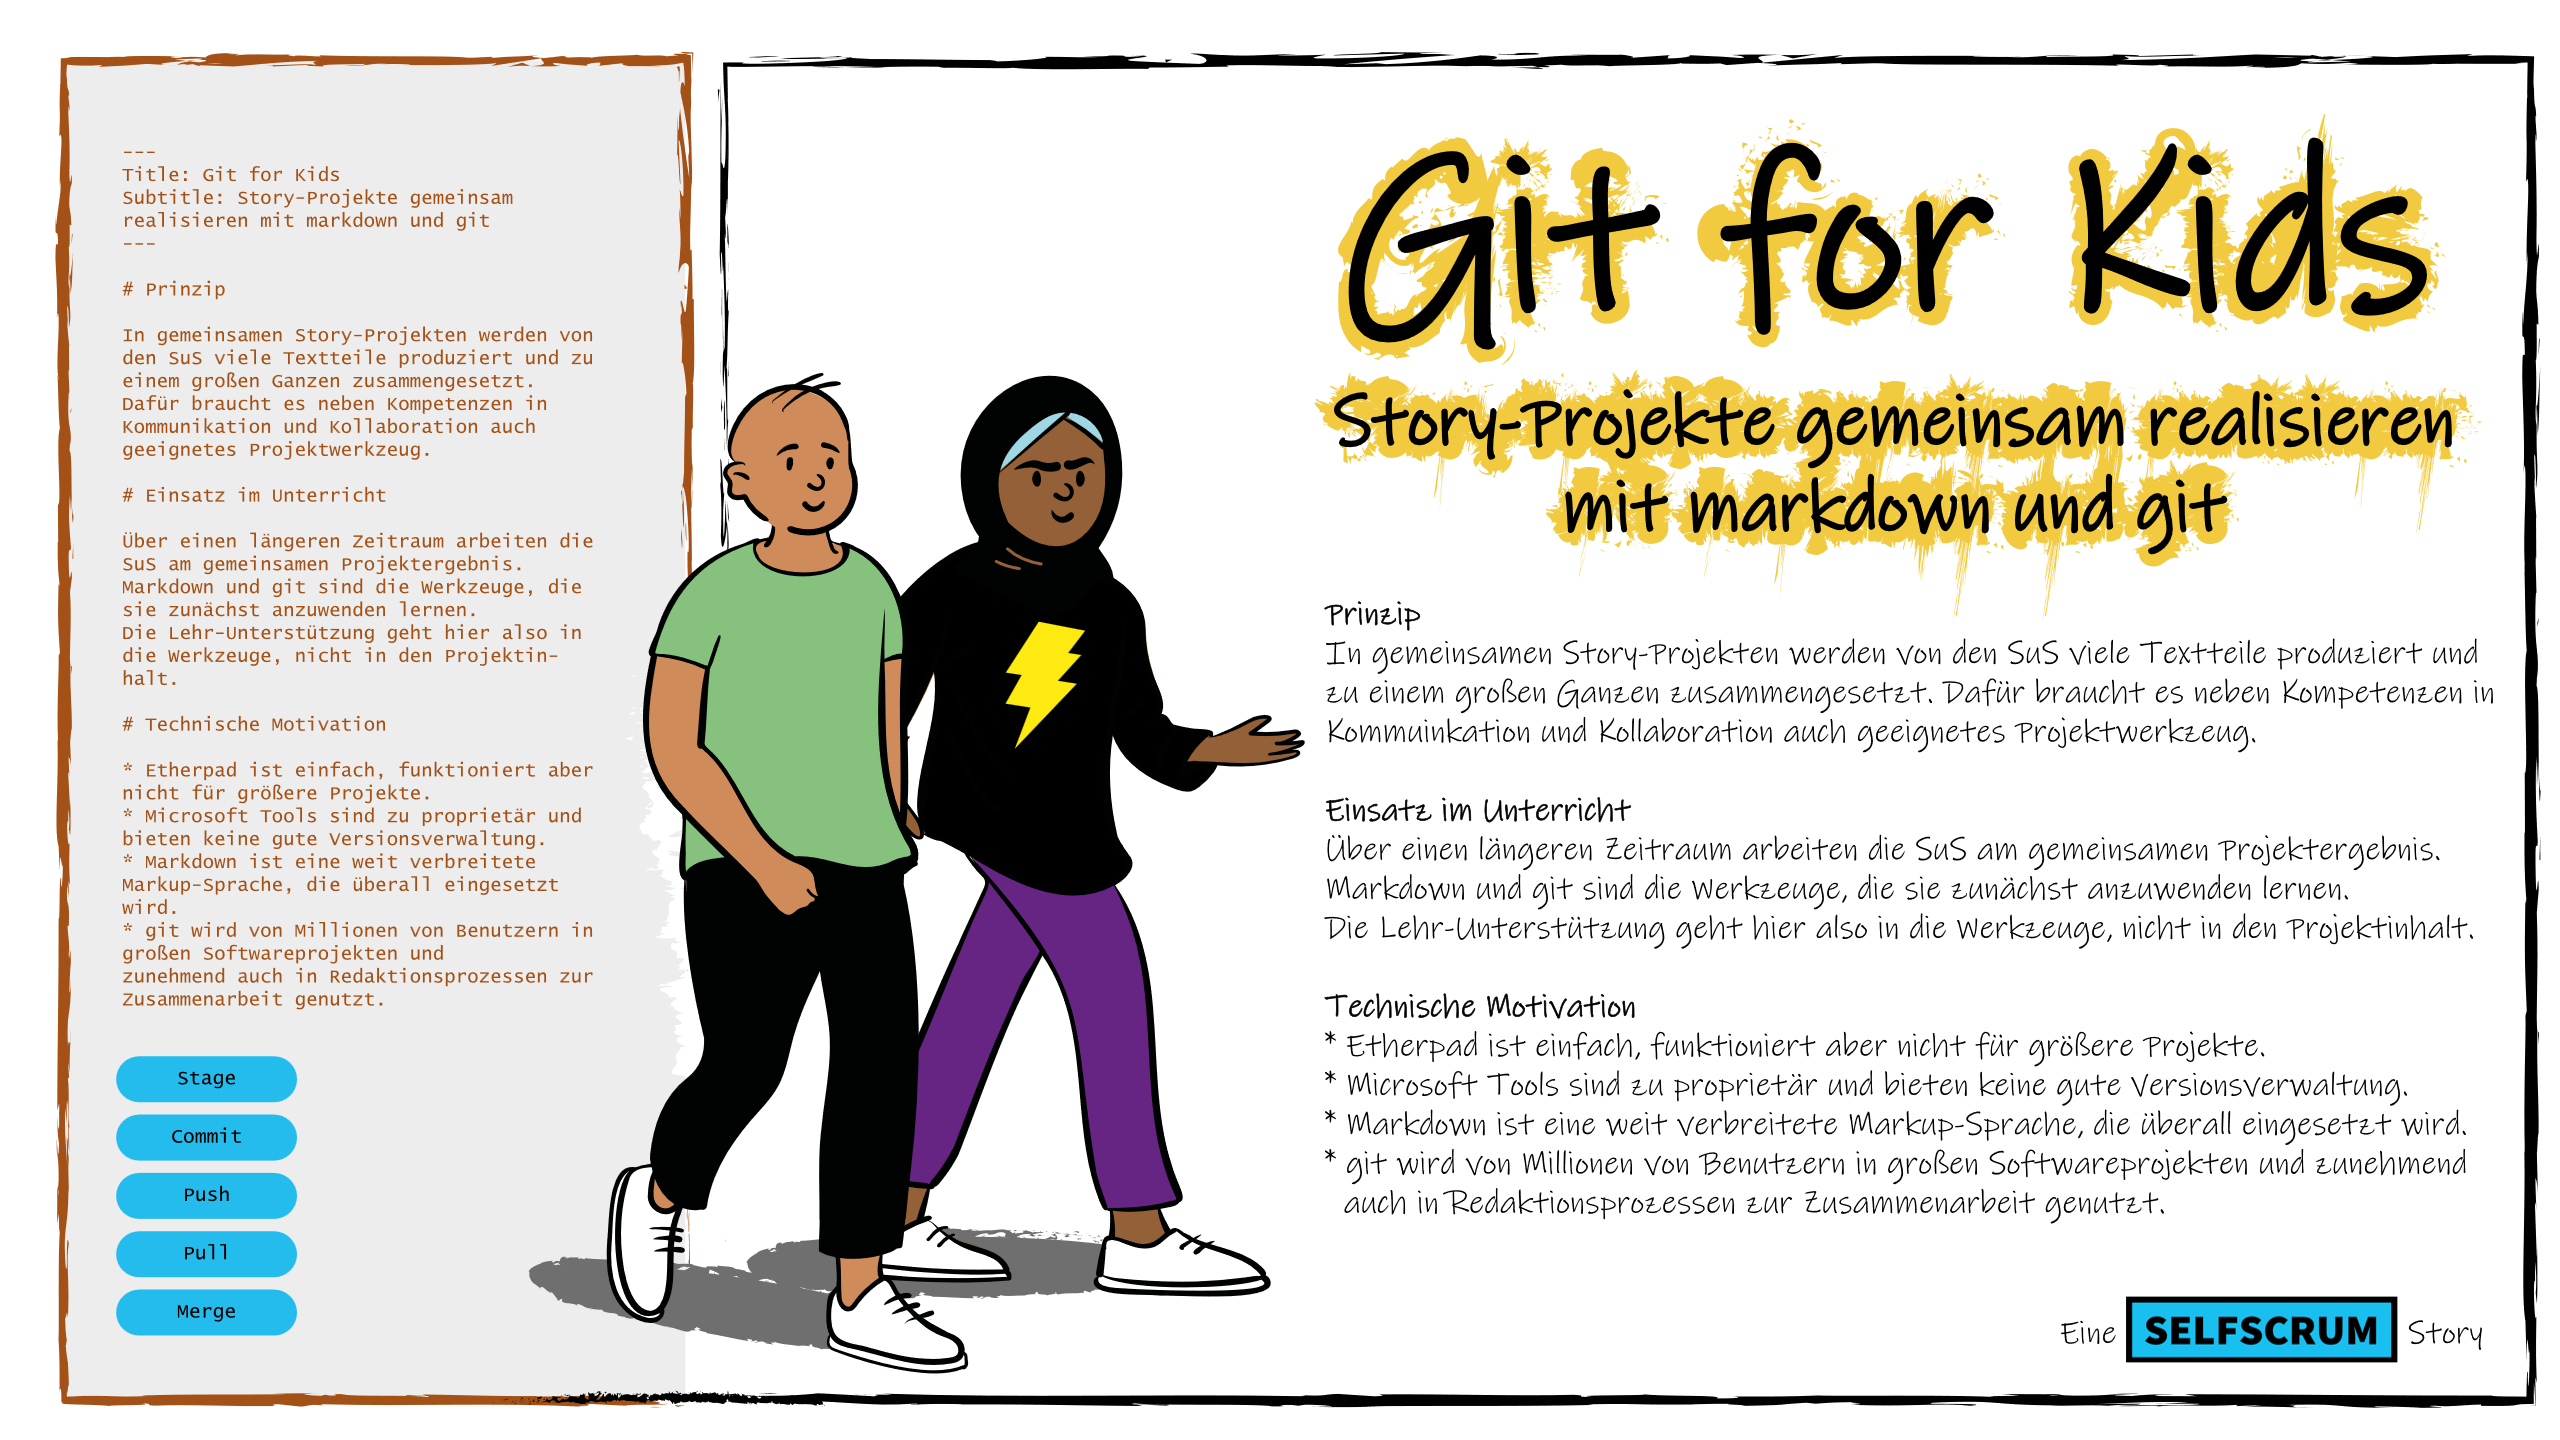 ---
Title: Git for Kids
Subtitle: Story-Projekte gemeinsam
realisieren mit markdown und git
---
# Prinzip
In gemeinsamen Story-Projekten werden von
den SuS viele Textteile produziert und zu
einem großen Ganzen zusammengesetzt.
Dafür braucht es neben Kompetenzen in
Kommunikation und Kollaboration auch
geeignetes Projektwerkzeug.
# Einsatz im Unterricht
Über einen längeren Zeitraum arbeiten die
SuS am gemeinsamen Projektergebnis.
Markdown und git sind die Werkzeuge, die
sie zunächst anzuwenden lernen.
Die Lehr-Unterstützung geht hier also in
die Werkzeuge, nicht in den Projektin-
halt.
# Technische Motivation
* Etherpad ist einfach, funktioniert aber
nicht für größere Projekte.
* Microsoft Tools sind zu proprietär und
bieten keine gute Versionsverwaltung.
* Markdown ist eine weit verbreitete
Markup-Sprache, die überall eingesetzt
wird.
* git wird von Millionen von Benutzern in
großen Softwareprojekten und
zunehmend auch in Redaktionsprozessen zur
Zusammenarbeit genutzt.
Stage
Commit
Push
Pull
Merge
Git for Kids
Story-Projekte gemeinsam realisieren
mit markdown und git
Prinzip
In gemeinsamen Story-Projekten werden von den SuS viele Textteile produziert und
zu einem großen Ganzen zusammengesetzt. Dafür braucht es neben Kompetenzen in
Kommuinkation und Kollaboration auch geeignetes Projektwerkzeug.
Einsatz im Unterricht
Über einen längeren Zeitraum arbeiten die SuS am gemeinsamen Projektergebnis.
Markdown und git sind die Werkzeuge, die sie zunächst anzuwenden lernen.
Die Lehr-Unterstützung geht hier also in die Werkzeuge, nicht in den Projektinhalt.
Technische Motivation
* Etherpad ist einfach, funktioniert aber nicht für größere Projekte.
* Microsoft Tools sind zu proprietär und bieten keine gute Versionsverwaltung.
* Markdown ist eine weit verbreitete Markup-Sprache, die überall eingesetzt wird.
* git wird von Millionen von Benutzern in großen Softwareprojekten und zunehmend
auch in Redaktionsprozessen zur Zusammenarbeit genutzt.
Eine SELFSCRUM Story